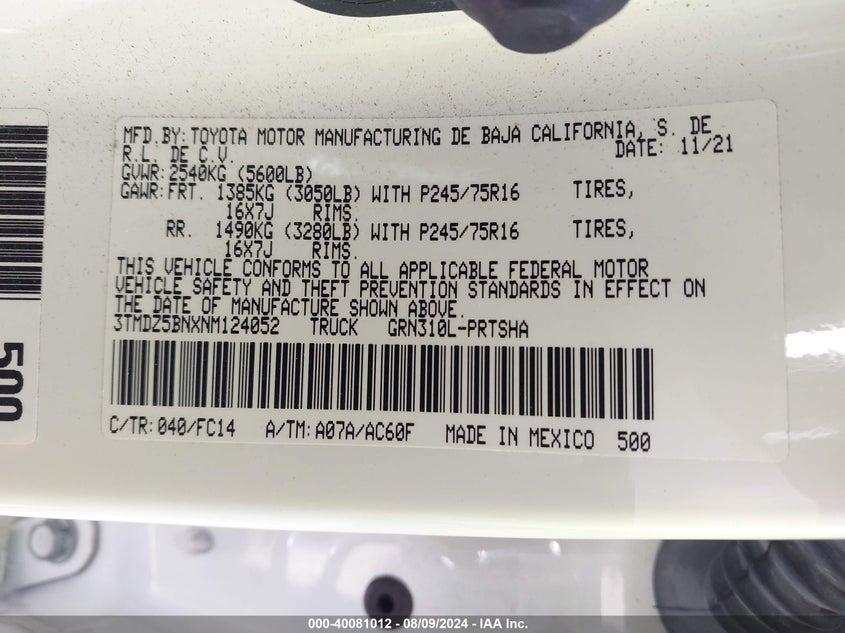 MFD.BY: TOYOTA MOTOR MANUFACTURING DE BAJA CALIFORNIA, S. DE
R.L. DE C.V. DATE: 11/21
GVWR: 2540KG (5600LB)
GAWR: FRT. 1385KG (3050LB) WITH P245/75R16 TIRES,
16X7J RIMS.
RR. 1490KG (3280LB) WITH P245/75R16 TIRES,
16X7J RIMS.
THIS VEHICLE CONFORMS TO ALL APPLICABLE FEDERAL MOTOR
VEHICLE SAFETY AND THEFT PREVENTION STANDARDS IN EFFECT ON
THE DATE OF MANUFACTURE SHOWN ABOVE.
3TMDZ5BNXNM124052 TRUCK GRN310L-PRTSHA
C/TR: 040/FC14 A/TM: A07A/AC60F MADE IN MEXICO 500
500
000-40081012 - 08/09/2024 - IAA Inc.